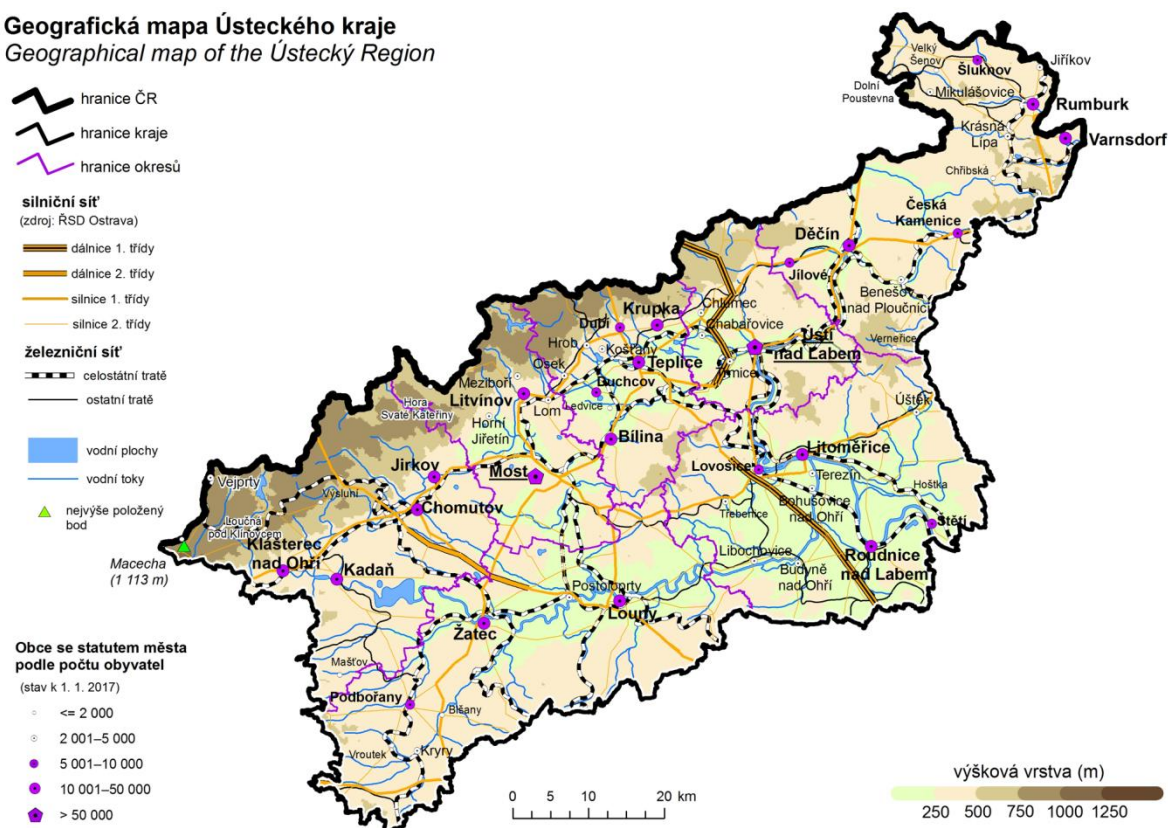 Geografická mapa Ústeckého kraje
Geographical map of the Ústecký Region
hranice ČR
hranice kraje
hranice okresů
silniční síť
(zdroj: ŘSD Ostrava)
dálnice 1. třídy
dálnice 2. třídy
silnice 1. třídy
silnice 2. třídy
železniční síť
celostátní tratě
ostatní tratě
vodní plochy
vodní toky
nejvýše položený
bod
Macecha
(1 113 m)
Obce se statutem města
podle počtu obyvatel
(stav k 1. 1. 2017)
<= 2 000
2 001–5 000
5 001–10 000
10 001–50 000
> 50 000
Velký
Šenov
Šluknov
Jiříkov
Dolní
Poustevna
Mikulášovice
Rumburk
Krásná
Lípa
Varnsdorf
Chřibská
Česká
Kamenice
Děčín
Jílové
Benešov
nad Ploučnicí
Krupka
Chlumec
Dubí
Chabařovice
Ústí
nad Labem
Verneřice
Hrob
Košťany
Teplice
Trmice
Osek
Meziboří
Duchcov
Litvínov
Ledvice
Lom
Úštěk
Hora
Svaté Kateřiny
Horní
Jiřetín
Bílina
Litoměřice
Jirkov
Most
Lovosice
Terezín
Hoštka
Vejprty
Výsluní
Bohušovice
nad Ohří
Chomutov
Třebenice
Štětí
Loučná
pod Klínovcem
Klášterec
nad Ohří
Libochovice
Roudnice
nad Labem
Kadaň
Budyně
nad Ohří
Postoloprty
Louny
Žatec
Mašťov
Podbořany
Blšany
Vroutek
Kryry
0 5 10 20 km
výšková vrstva (m)
250 500 750 1000 1250